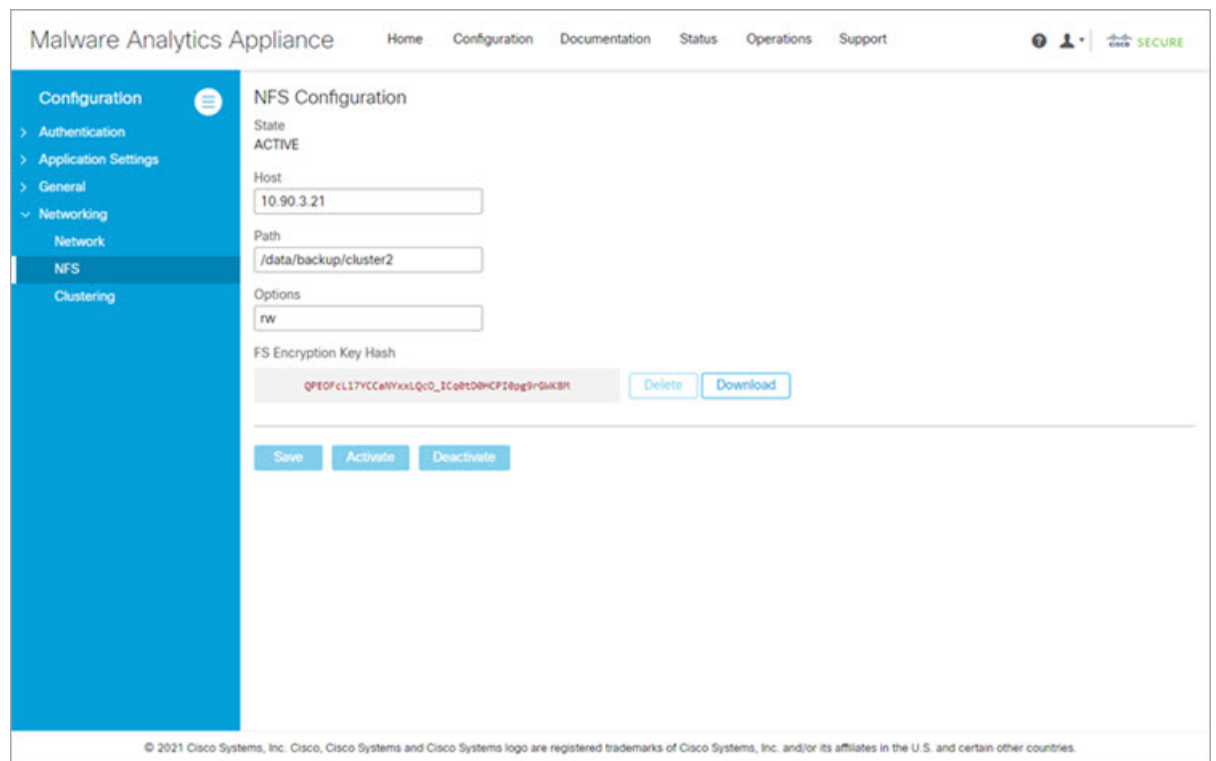 Malware Analytics Appliance Home Configuration Documentation Status Operations Support CISCO SECURE
Configuration
> Authentication
> Application Settings
> General
Networking
Network
NFS
Clustering
NFS Configuration
State
ACTIVE
Host
10.90.3.21
Path
/data/backup/cluster2
Options
rw
FS Encryption Key Hash
Delete Download
Save Activate Deactivate
© 2021 Cisco Systems, Inc. Cisco, Cisco Systems and Cisco Systems logo are registered trademarks of Cisco Systems, Inc. and/or its affiliates in the U.S. and certain other countries.